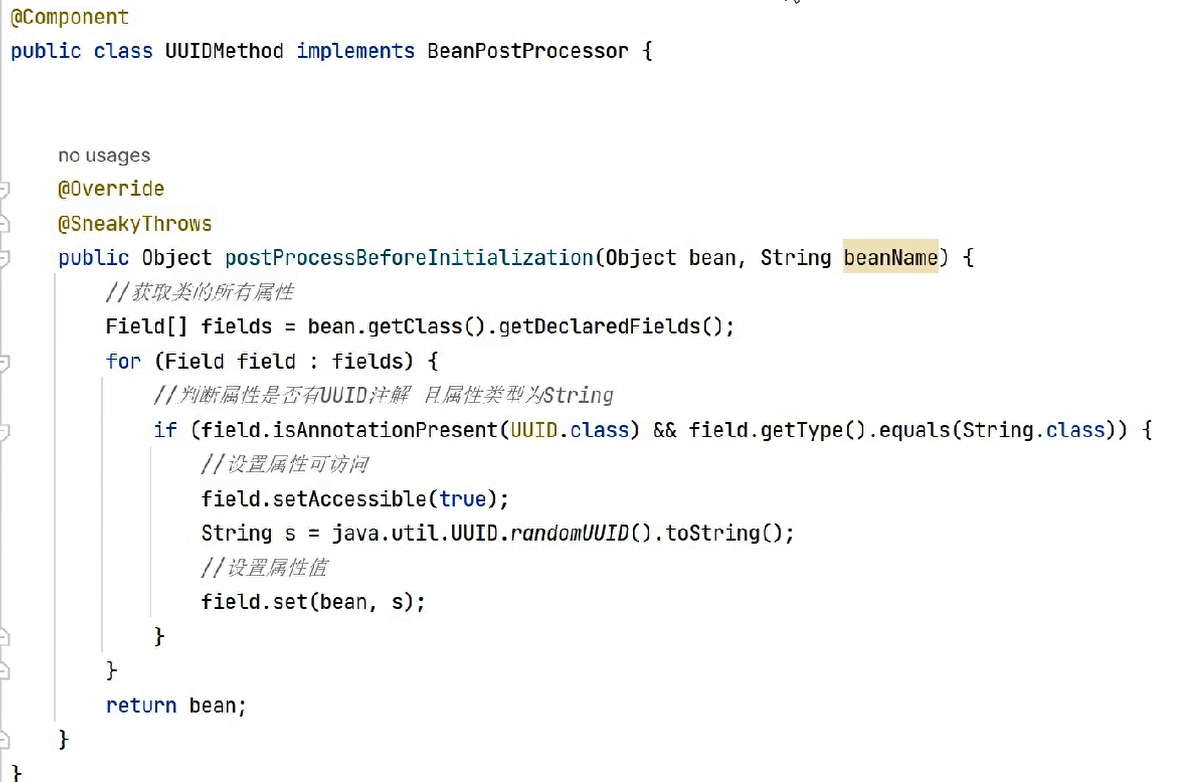 @Component
public class UUIDMethod implements BeanPostProcessor {
no usages
@Override
@SneakyThrows
public Object postProcessBeforeInitialization(Object bean, String beanName) {
//获取类的所有属性
Field[] fields = bean.getClass().getDeclaredFields();
for (Field field : fields) {
//判断属性是否有UUID注解 且属性类型为String
if (field.isAnnotationPresent(UUID.class) && field.getType().equals(String.class)) {
//设置属性可访问
field.setAccessible(true);
String s = java.util.UUID.randomUUID().toString();
//设置属性值
field.set(bean, s);
}
}
return bean;
}
}